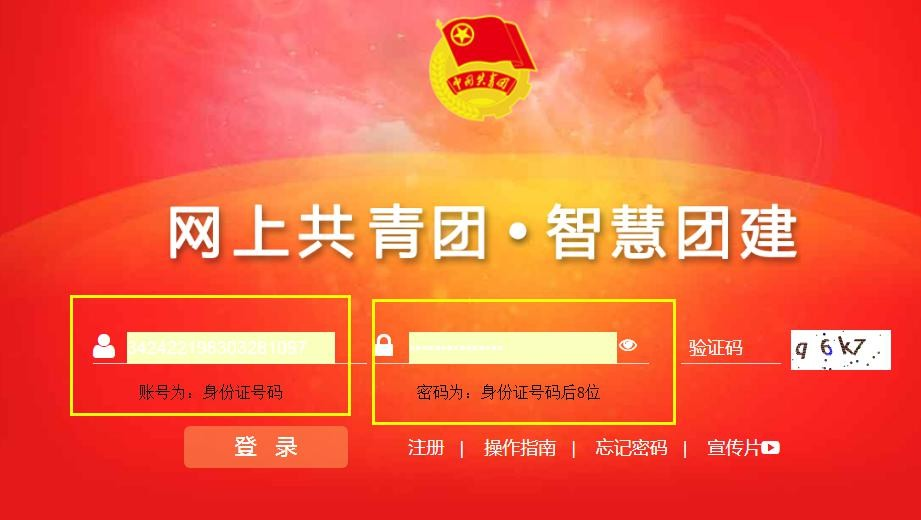 中国共青团
网上共青团·智慧团建
验证码 q6k7
账号为：身份证号码 密码为：身份证号码后8位
登 录 注册 | 操作指南 | 忘记密码 | 宣传片